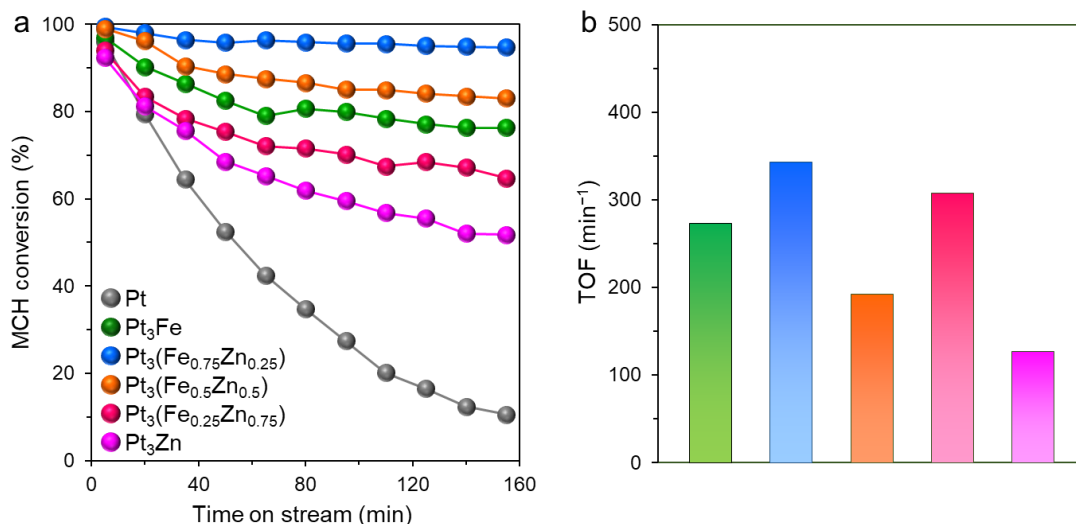 a
100
80
60
40
20
0
MCH conversion (%)
Pt
Pt₃Fe
Pt₃(Fe₀.₇₅Zn₀.₂₅)
Pt₃(Fe₀.₅Zn₀.₅)
Pt₃(Fe₀.₂₅Zn₀.₇₅)
Pt₃Zn
0 40 80 120 160
Time on stream (min)
b
500
400
300
200
100
0
TOF (min⁻¹)